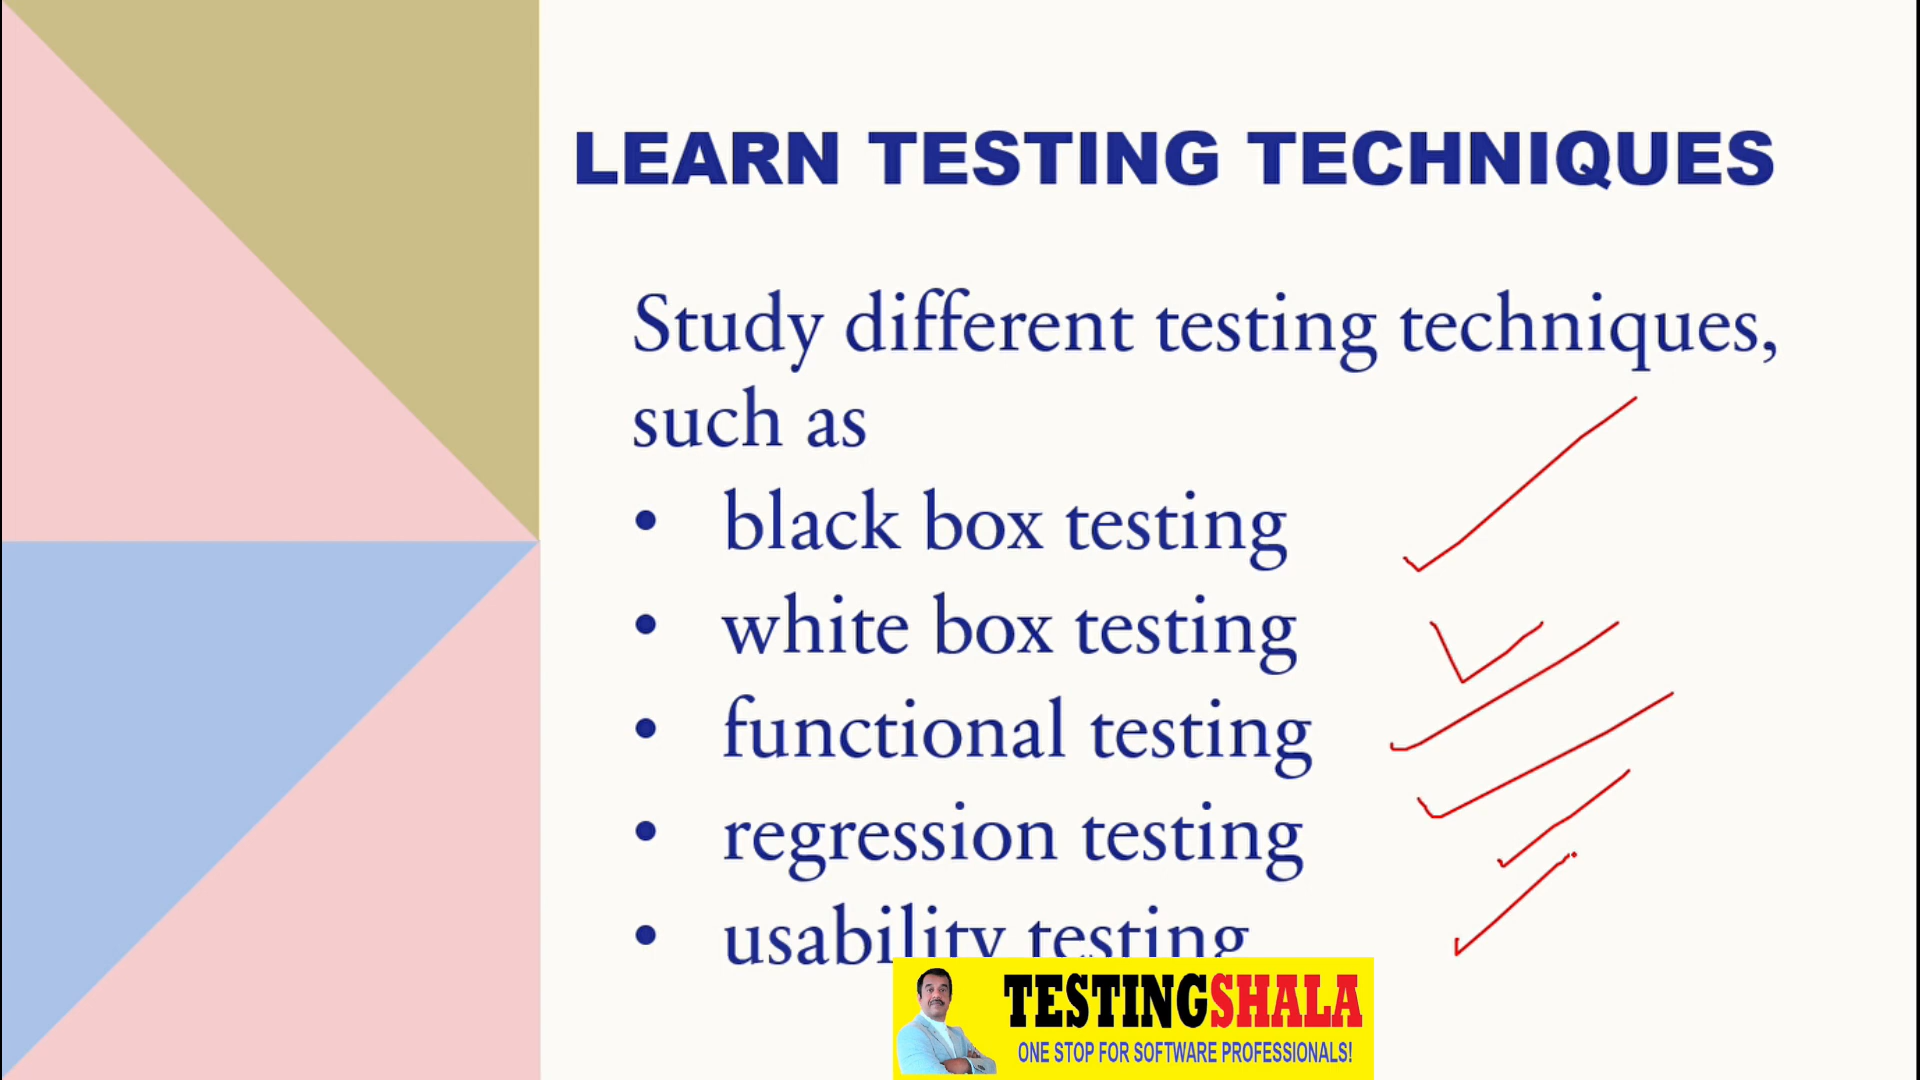 LEARN TESTING TECHNIQUES
Study different testing techniques,
such as
• black box testing
• white box testing
• functional testing
• regression testing
• usability testing
TESTINGSHALA
ONE STOP FOR SOFTWARE PROFESSIONALS!